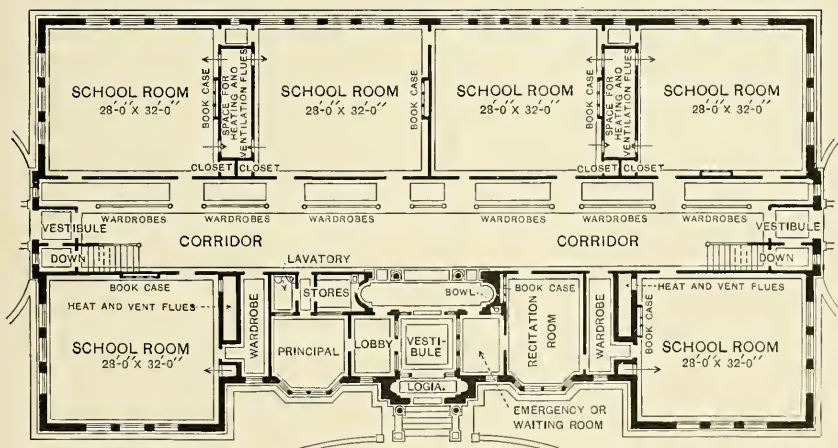 SCHOOL ROOM
28'-0" X 32'-0"
BOOK CASE
SPACE FOR
HEATING AND
VENTILATION FLUES
SCHOOL ROOM
28'-0" X 32'-0"
BOOK CASE
SCHOOL ROOM
28'-0" X 32'-0"
BOOK CASE
SPACE FOR
HEATING AND
VENTILATION FLUES
SCHOOL ROOM
28'-0" X 32'-0"
CLOSET
CLOSET
CLOSET
CLOSET
WARDROBES
WARDROBES
WARDROBES
WARDROBES
WARDROBES
WARDROBES
VESTIBULE
VESTIBULE
CORRIDOR
CORRIDOR
DOWN
DOWN
LAVATORY
BOOK CASE
STORES
BOWL
BOOK CASE
HEAT AND VENT FLUES
HEAT AND VENT FLUES
SCHOOL ROOM
28'-0" X 32'-0"
WARDROBE
PRINCIPAL
LOBBY
VESTI-
BULE
RECITATION
ROOM
WARDROBE
BOOK CASE
SCHOOL ROOM
28'-0" X 32'-0"
LOGIA.
EMERGENCY OR
WAITING ROOM